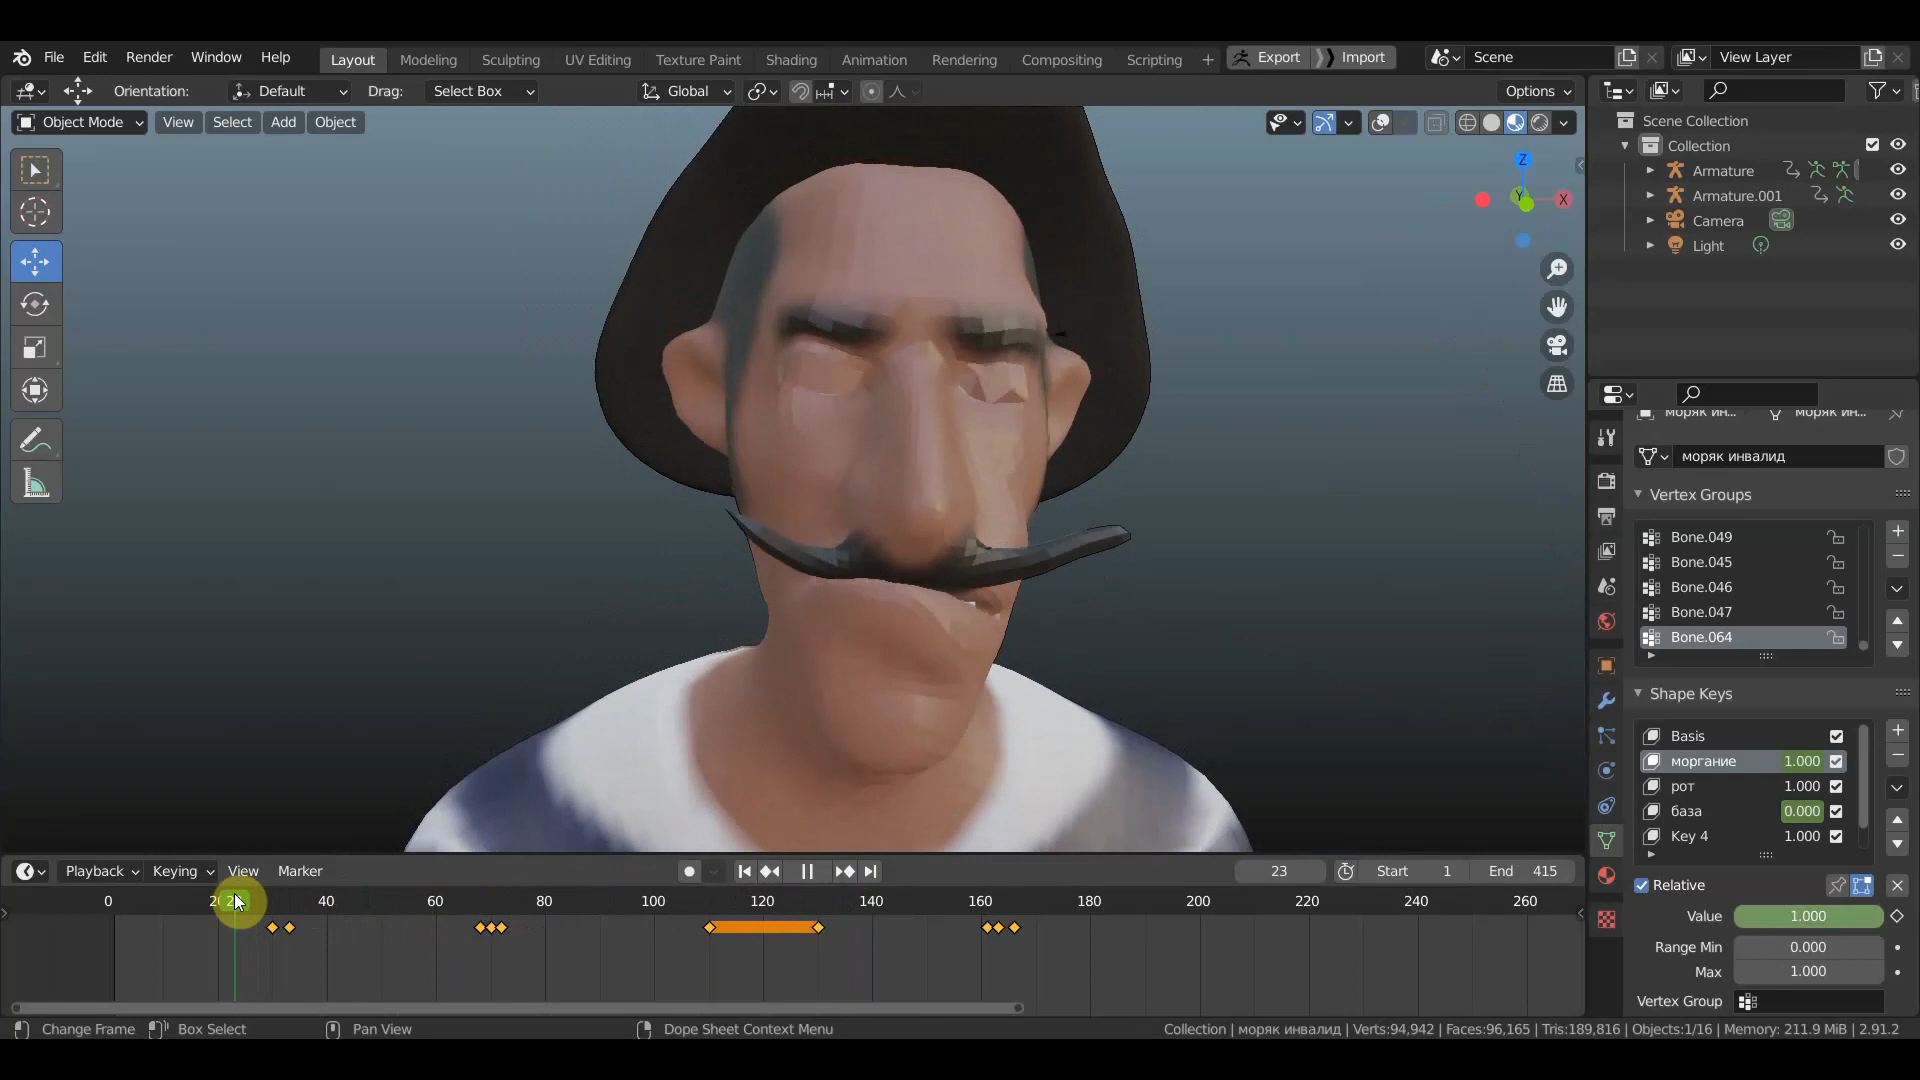 File Edit Render Window Help Layout Modeling Sculpting UV Editing Texture Paint Shading Animation Rendering Compositing Scripting + Export Import Scene View Layer
Orientation: Default Drag: Select Box Global Options
Object Mode View Select Add Object
Z
Y
X
Scene Collection
Collection
Armature
Armature.001
Camera
Light
моряк ин... моряк ин...
моряк инвалид
Vertex Groups
Bone.049
Bone.045
Bone.046
Bone.047
Bone.064
Shape Keys
Basis
моргание 1.000
рот 1.000
база 0.000
Key 4 1.000
Relative
Value 1.000
Range Min 0.000
Max 1.000
Vertex Group
Playback Keying View Marker 23 Start 1 End 415
0 40 60 80 100 120 140 160 180 200 220 240 260
Change Frame Box Select Pan View Dope Sheet Context Menu Collection | моряк инвалид | Verts:94,942 | Faces:96,165 | Tris:189,816 | Objects:1/16 | Memory: 211.9 MiB | 2.91.2